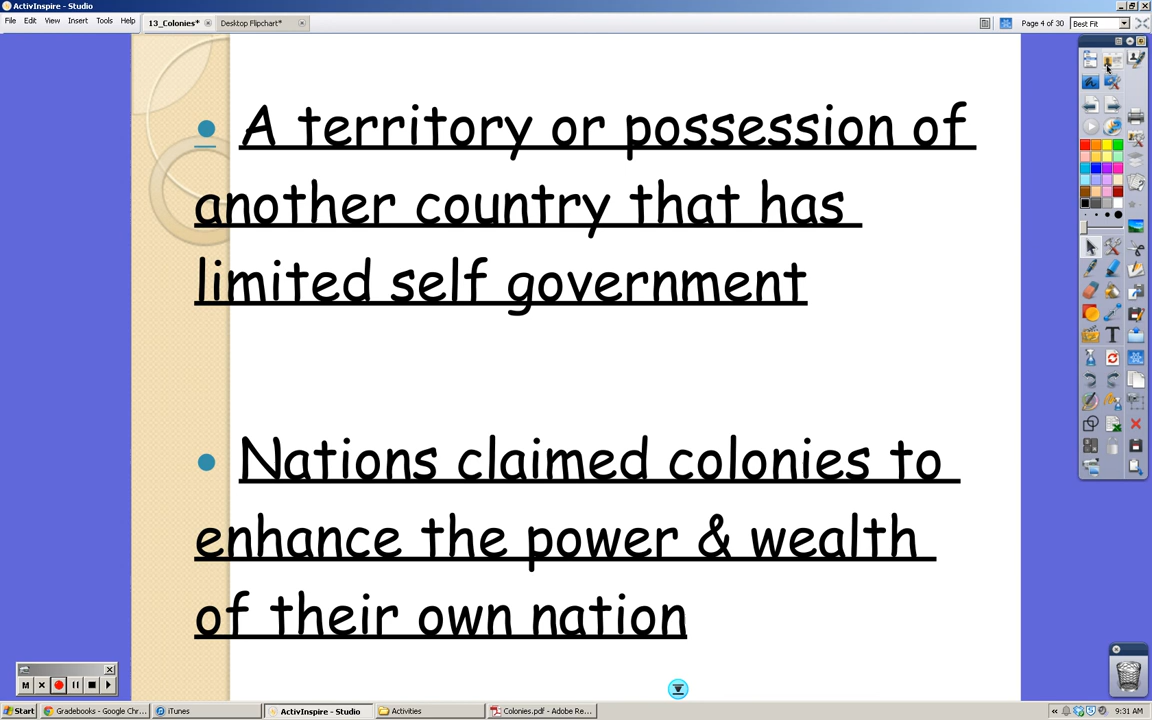 ActivInspire - Studio
File Edit View Insert Tools Help
13_Colonies* Desktop Flipchart*
Page 4 of 30 Best Fit
• A territory or possession of
another country that has
limited self government
• Nations claimed colonies to
enhance the power & wealth
of their own nation
M
T
Start Gradebooks - Google Chr... iTunes ActivInspire - Studio Activities Colonies.pdf - Adobe Re... 9:31 AM